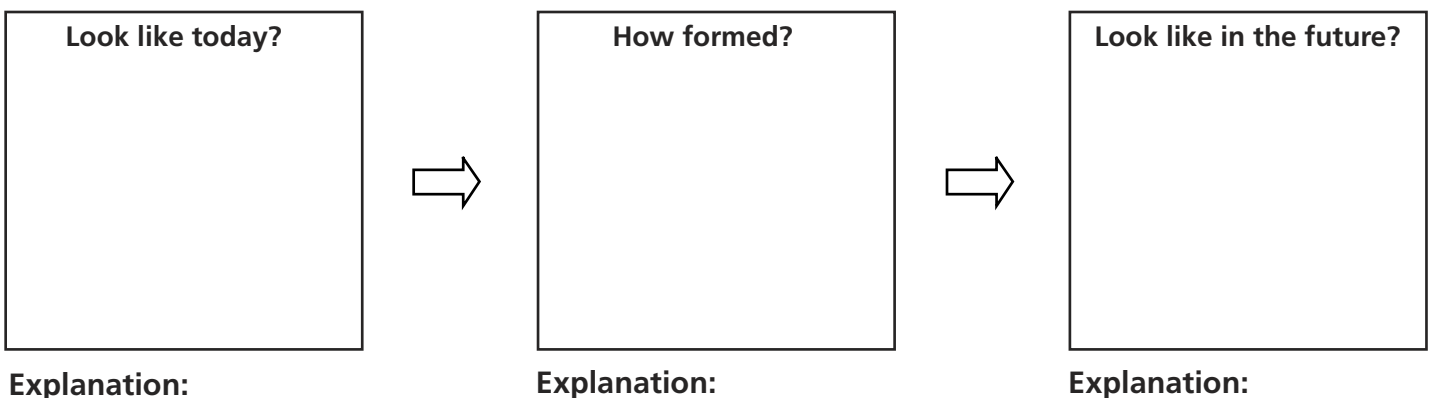 Look like today?
How formed?
Look like in the future?
Explanation:
Explanation:
Explanation: